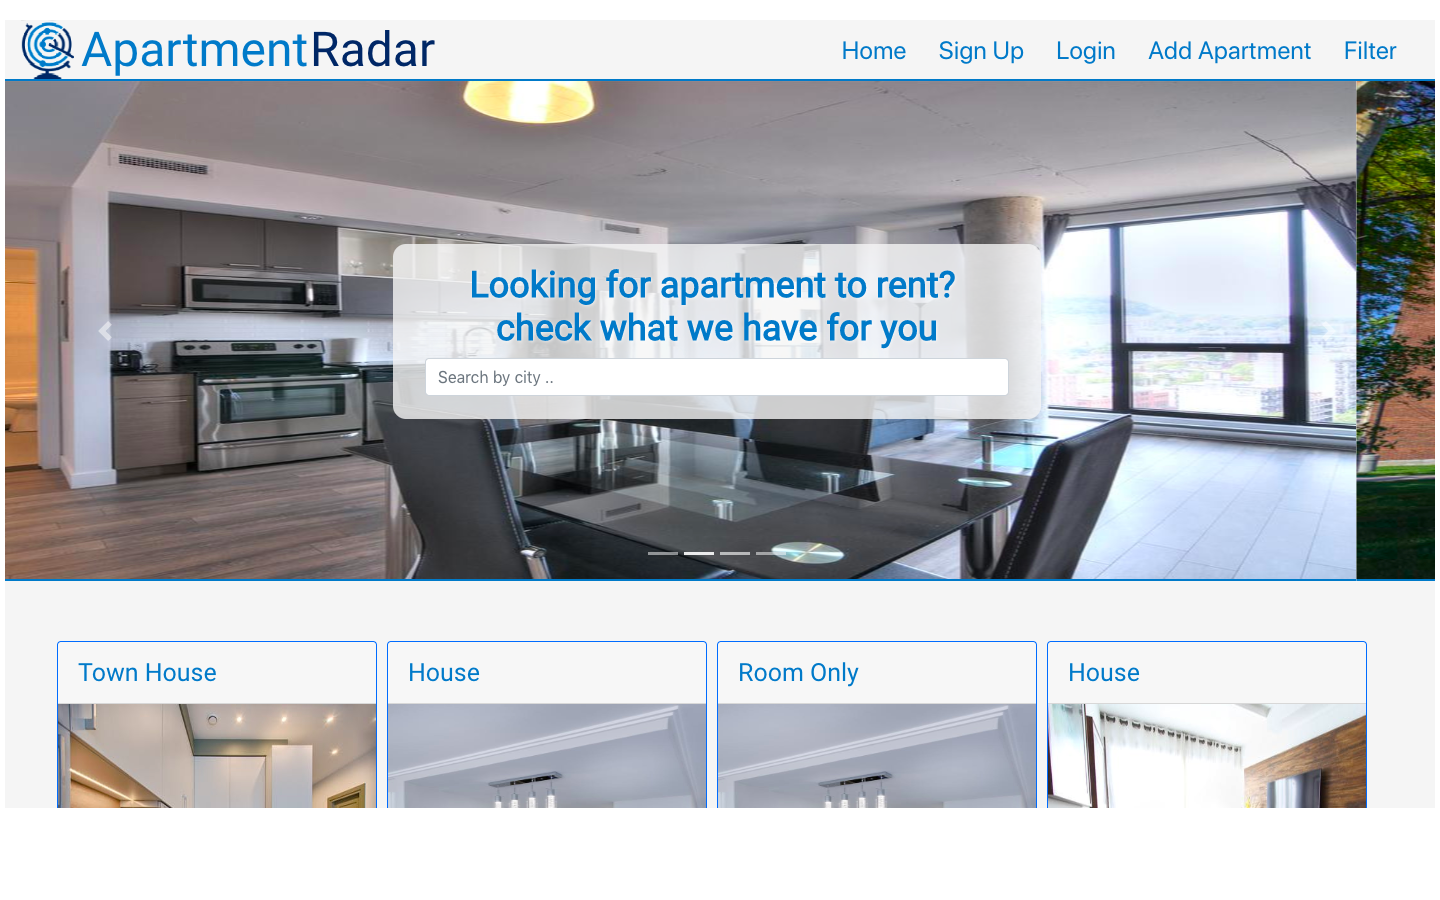 ApartmentRadar
Home Sign Up Login Add Apartment Filter
Looking for apartment to rent?
check what we have for you
Search by city ..
Town House
House
Room Only
House